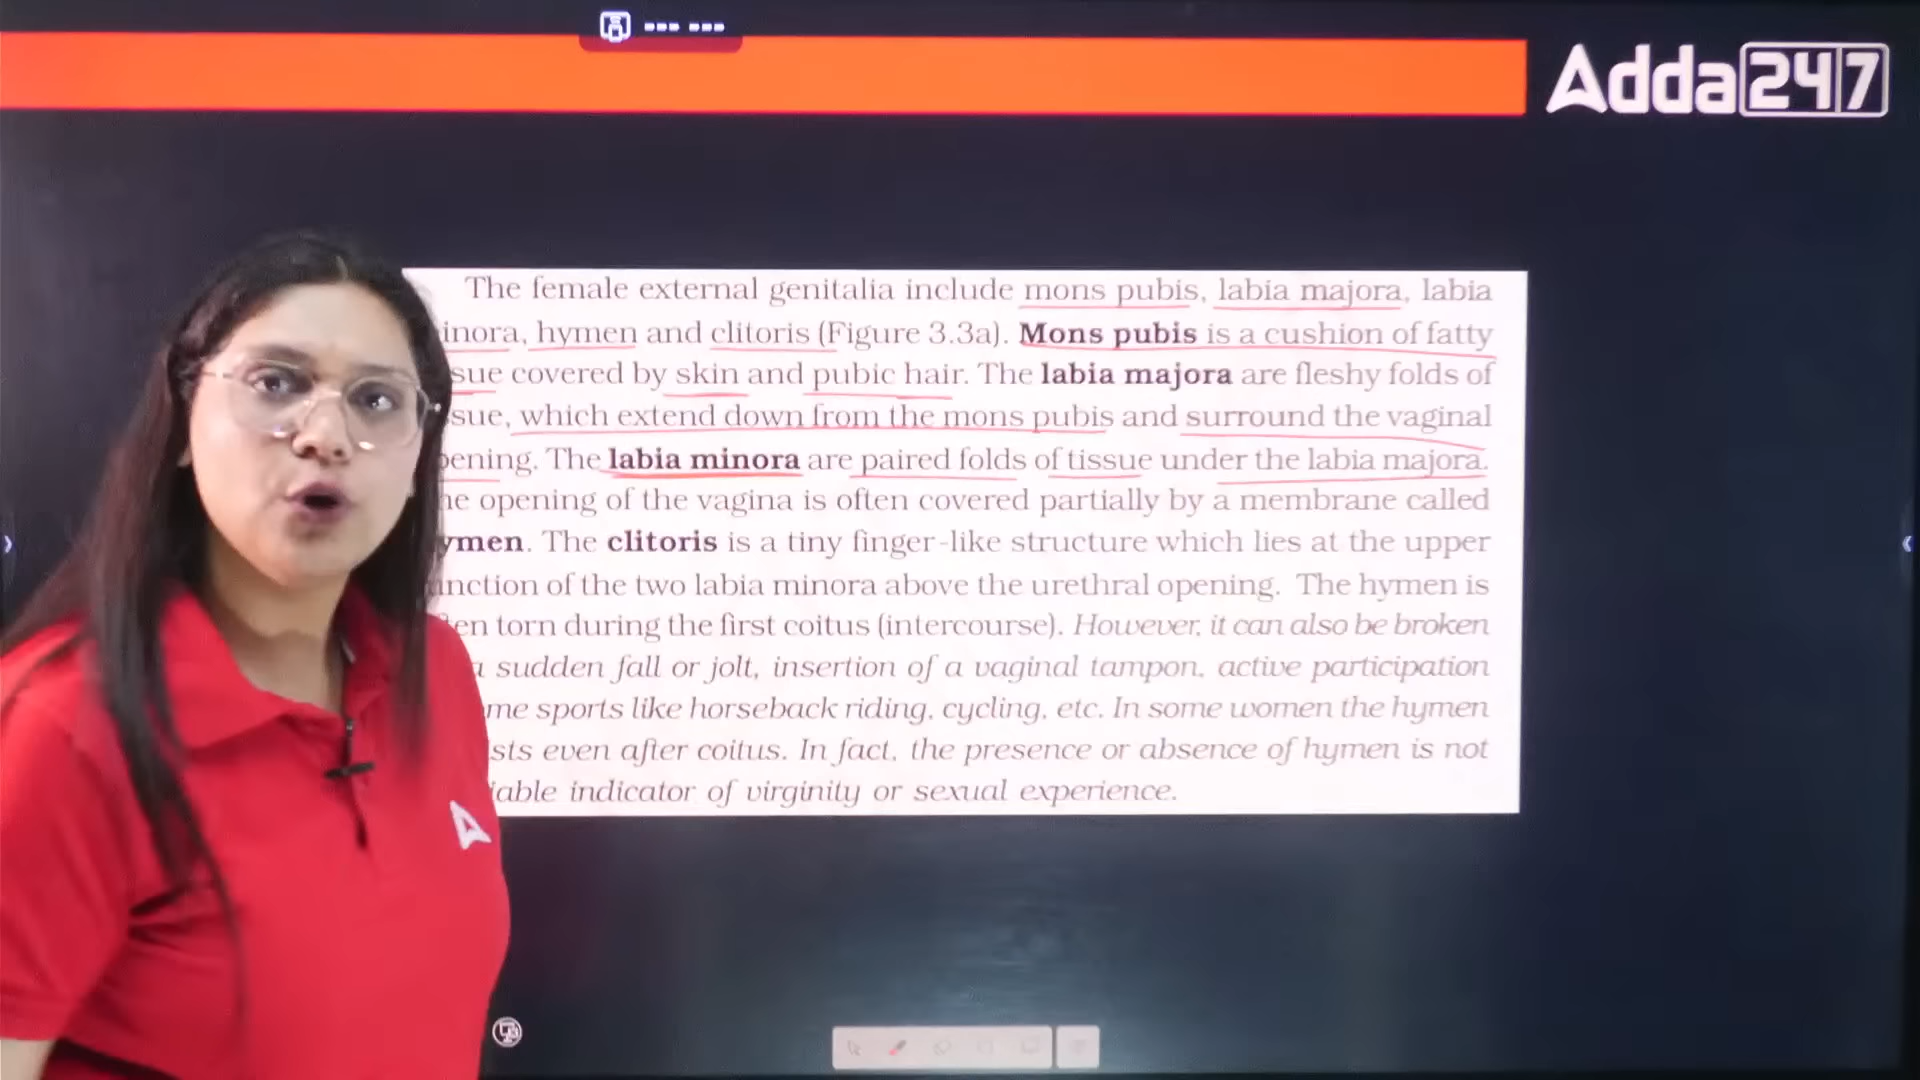 Adda247
The female external genitalia include mons pubis, labia majora, labia
inora, hymen and clitoris (Figure 3.3a). Mons pubis is a cushion of fatty
sue covered by skin and pubic hair. The labia majora are fleshy folds of
sue, which extend down from the mons pubis and surround the vaginal
pening. The labia minora are paired folds of tissue under the labia majora.
he opening of the vagina is often covered partially by a membrane called
ymen. The clitoris is a tiny finger-like structure which lies at the upper
unction of the two labia minora above the urethral opening. The hymen is
en torn during the first coitus (intercourse). However, it can also be broken
a sudden fall or jolt, insertion of a vaginal tampon, active participation
me sports like horseback riding, cycling, etc. In some women the hymen
sts even after coitus. In fact, the presence or absence of hymen is not
iable indicator of virginity or sexual experience.